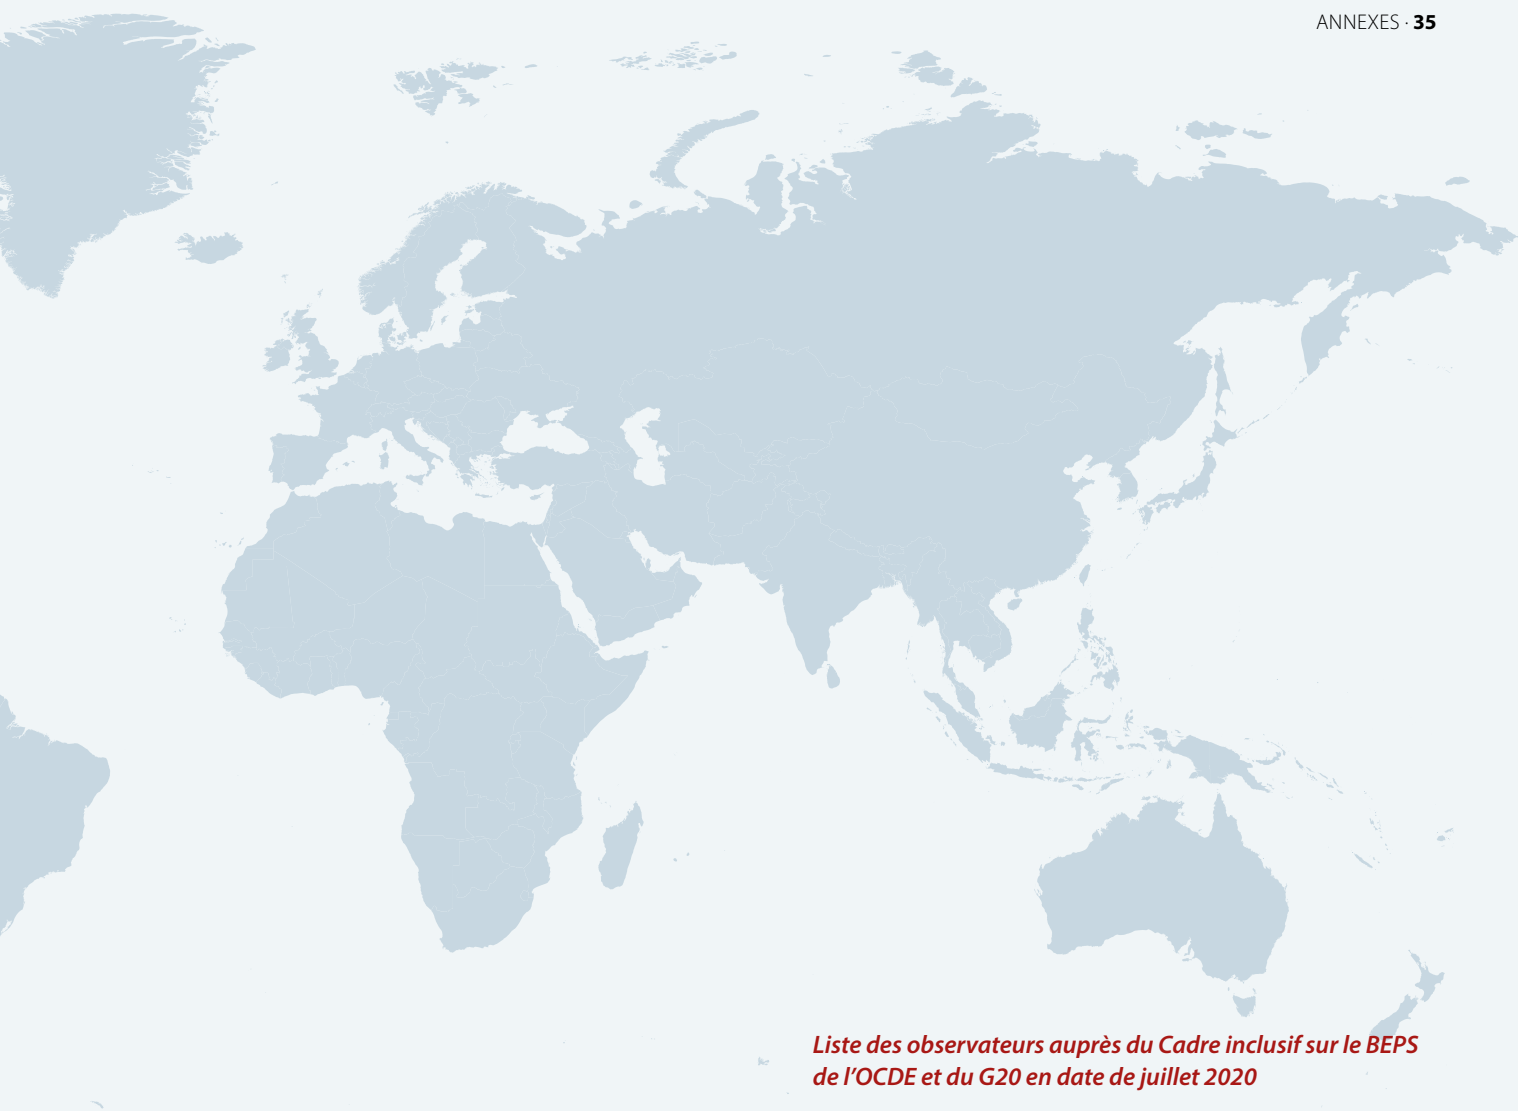 ANNEXES · 35
Liste des observateurs auprès du Cadre inclusif sur le BEPS
de l’OCDE et du G20 en date de juillet 2020